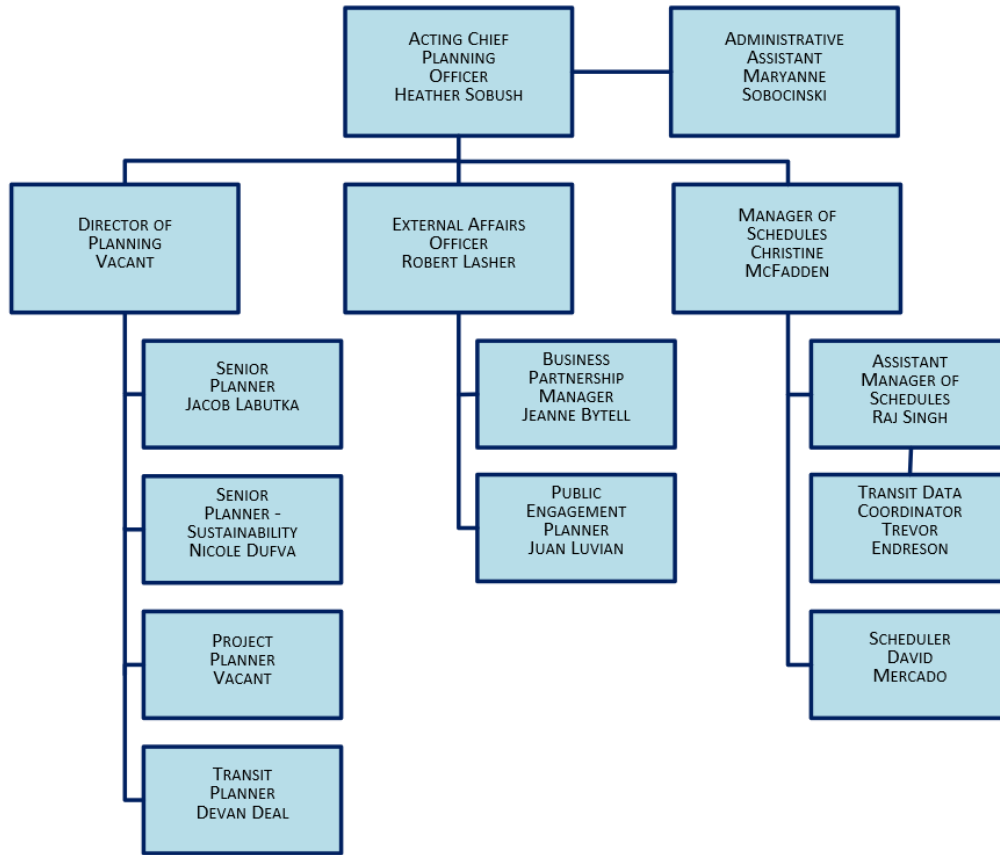 Acting Chief
Planning
Officer
Heather Sobush
Administrative
Assistant
Maryanne
Sobocinski
Director of
Planning
Vacant
External Affairs
Officer
Robert Lasher
Manager of
Schedules
Christine
McFadden
Senior
Planner
Jacob Labutka
Senior
Planner -
Sustainability
Nicole Dufva
Project
Planner
Vacant
Transit
Planner
Devan Deal
Business
Partnership
Manager
Jeanne Bytell
Public
Engagement
Planner
Juan Luvian
Assistant
Manager of
Schedules
Raj Singh
Transit Data
Coordinator
Trevor
Endreson
Scheduler
David
Mercado